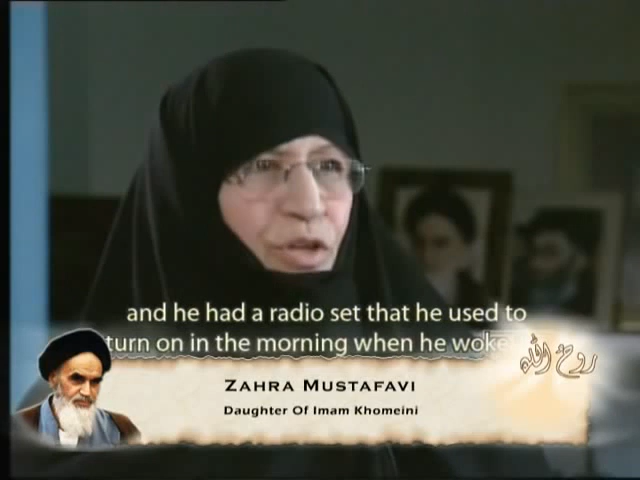 and he had a radio set that he used to
turn on in the morning when he woke
روح الله
ZAHRA MUSTAFAVI
Daughter Of Imam Khomeini